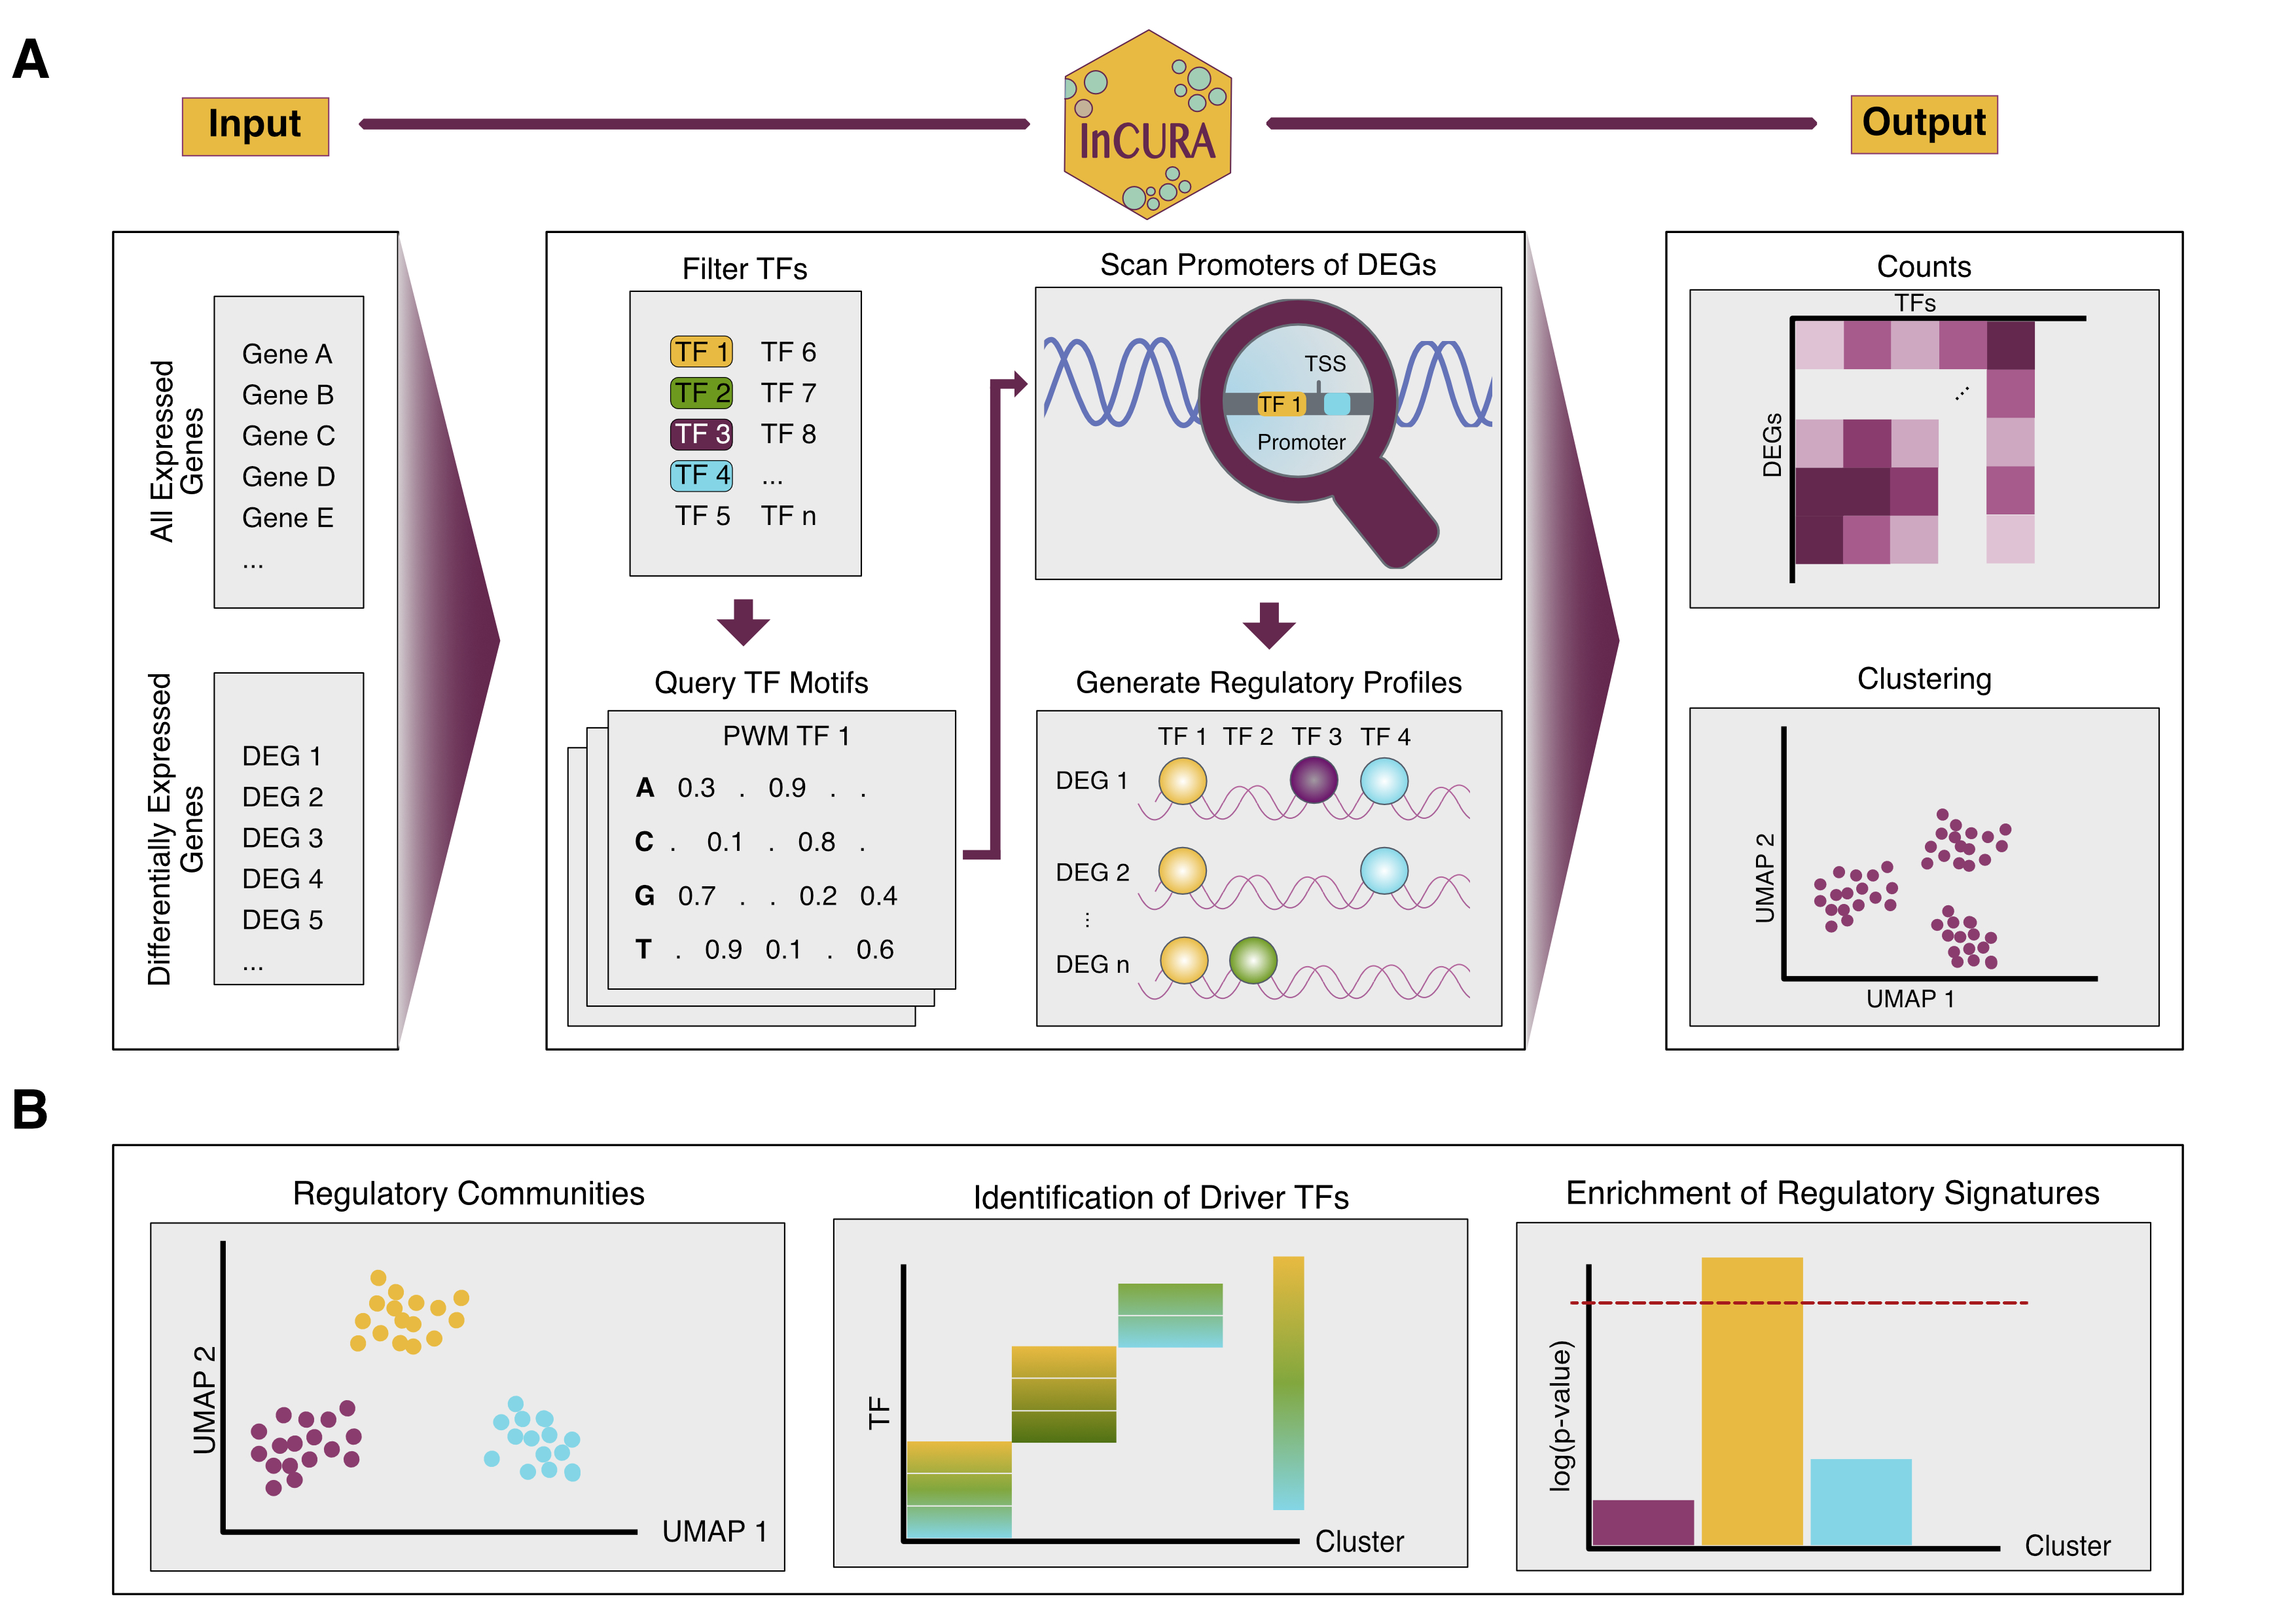 A
Input
InCURA
Output
All Expressed
Genes
Gene A
Gene B
Gene C
Gene D
Gene E
...
Differentially Expressed
Genes
DEG 1
DEG 2
DEG 3
DEG 4
DEG 5
...
Filter TFs
TF 1 TF 6
TF 2 TF 7
TF 3 TF 8
TF 4 ...
TF 5 TF n
Query TF Motifs
PWM TF 1
A 0.3 . 0.9 . .
C . 0.1 . 0.8 .
G 0.7 . . 0.2 0.4
T . 0.9 0.1 . 0.6
Scan Promoters of DEGs
TSS
TF 1
Promoter
Generate Regulatory Profiles
TF 1 TF 2 TF 3 TF 4
DEG 1
DEG 2
...
DEG n
Counts
TFs
...
DEGs
Clustering
UMAP 2
UMAP 1
B
Regulatory Communities
UMAP 2
UMAP 1
Identification of Driver TFs
TF
Cluster
Enrichment of Regulatory Signatures
log(p-value)
Cluster